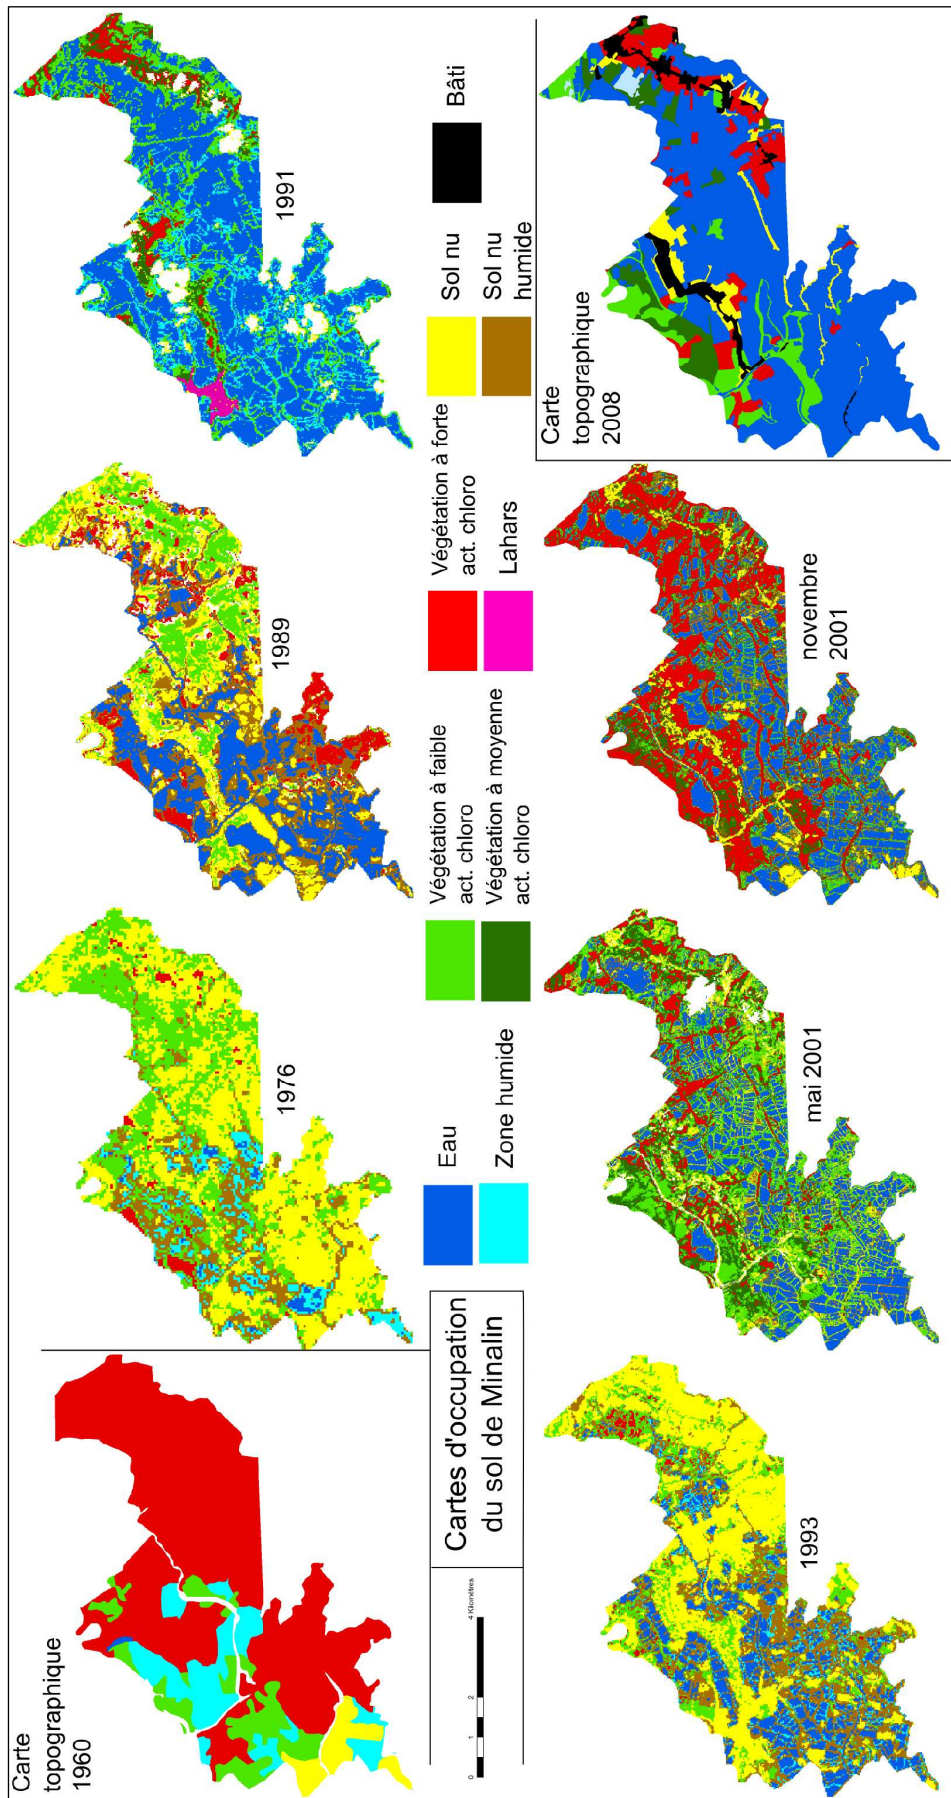 Carte
topographique
1960
1976
1989
1991
Eau
Zone humide
Végétation à faible
act. chloro
Végétation à moyenne
act. chloro
Végétation à forte
act. chloro
Lahars
Sol nu
Sol nu
humide
Bâti
Cartes d'occupation
du sol de Minalin
0 1 2 4 Kilomètres
1993
mai 2001
novembre
2001
Carte
topographique
2008